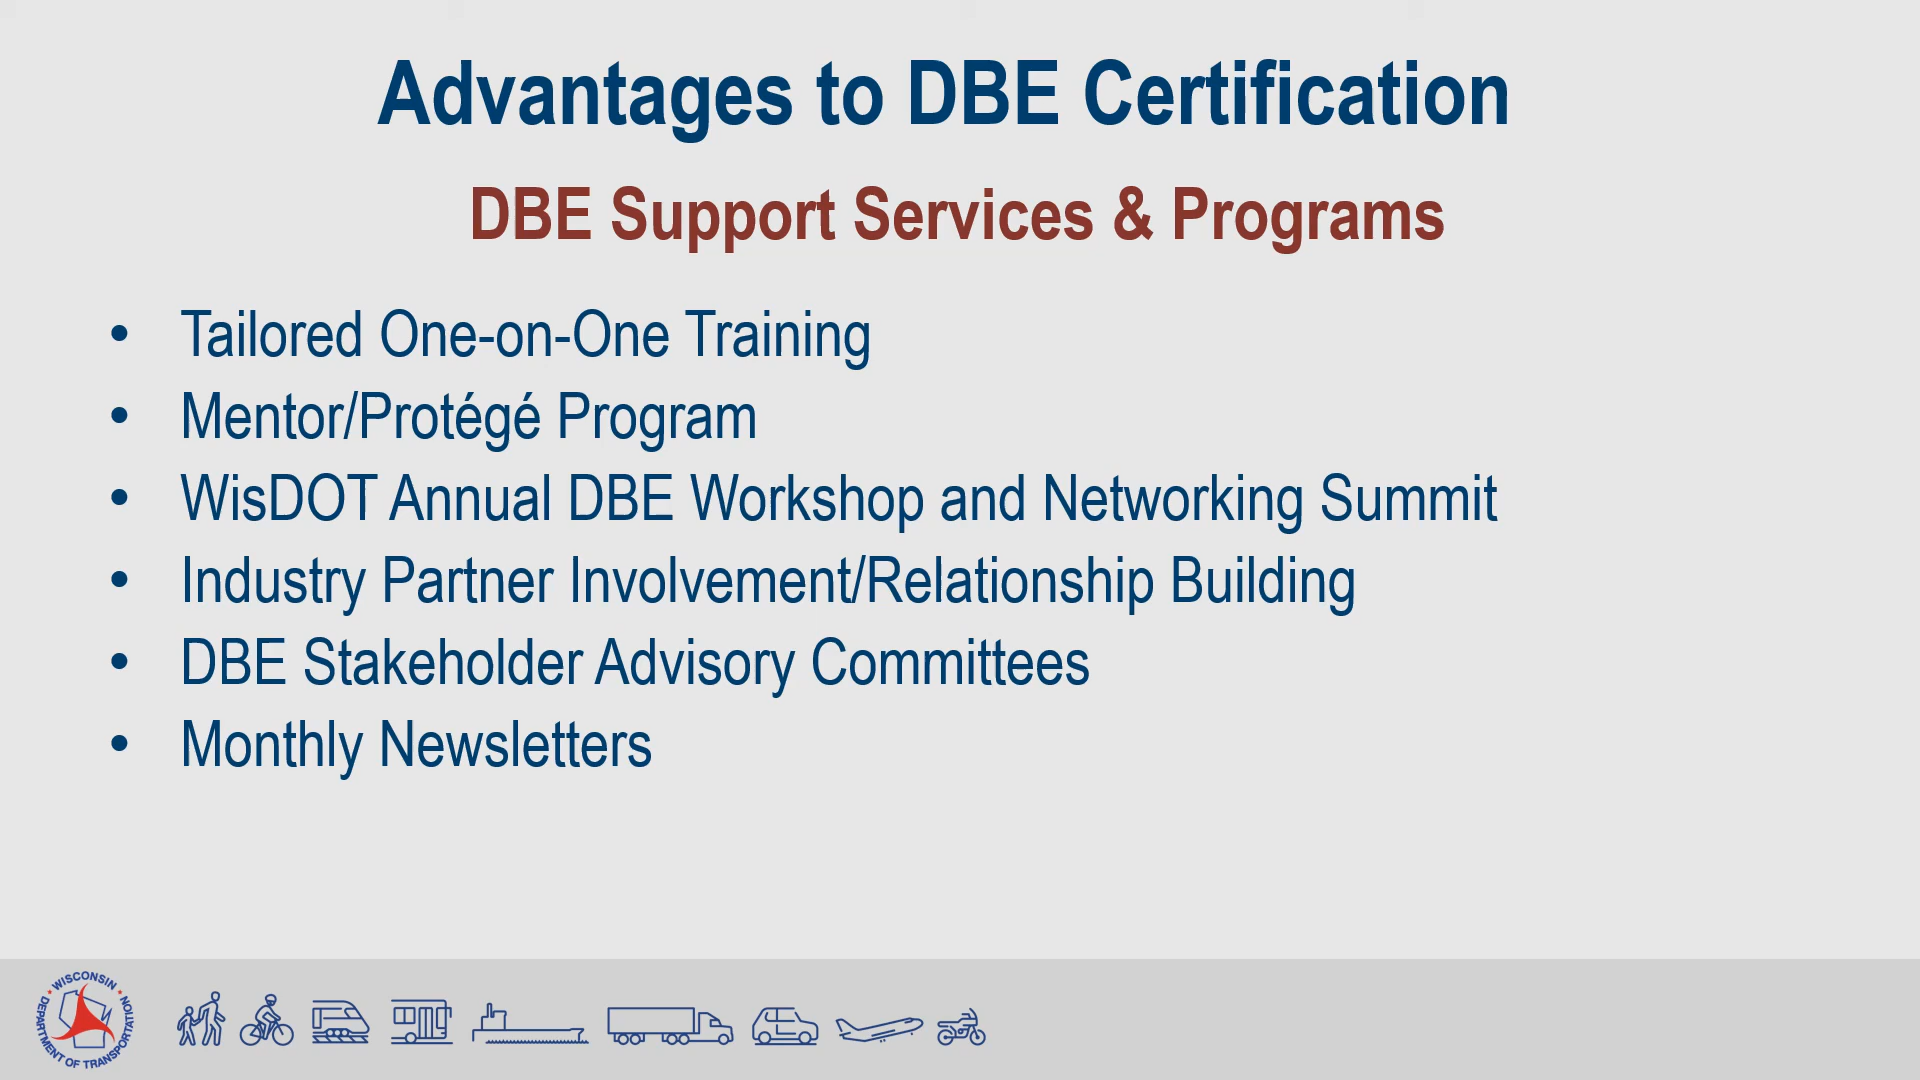 Advantages to DBE Certification
DBE Support Services & Programs
• Tailored One-on-One Training
• Mentor/Protégé Program
• WisDOT Annual DBE Workshop and Networking Summit
• Industry Partner Involvement/Relationship Building
• DBE Stakeholder Advisory Committees
• Monthly Newsletters
WISCONSIN
DEPARTMENT OF TRANSPORTATION